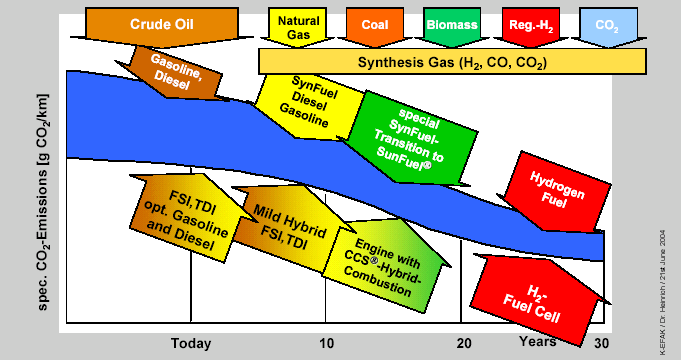 Crude Oil
Natural
Gas
Coal
Biomass
Reg.-H₂
CO₂
Synthesis Gas (H₂, CO, CO₂)
Gasoline,
Diesel
SynFuel
Diesel
Gasoline
special
SynFuel-
Transition to
SunFuel®
Hydrogen
Fuel
spec. CO₂-Emissions [g CO₂/km]
FSI,TDI
opt. Gasoline
and Diesel
Mild Hybrid
FSI,TDI
Engine with
CCS®-Hybrid-
Combustion
H₂-
Fuel Cell
Today
10
20
Years
30
K-EFAK / Dr. Heinrich / 21st June 2004